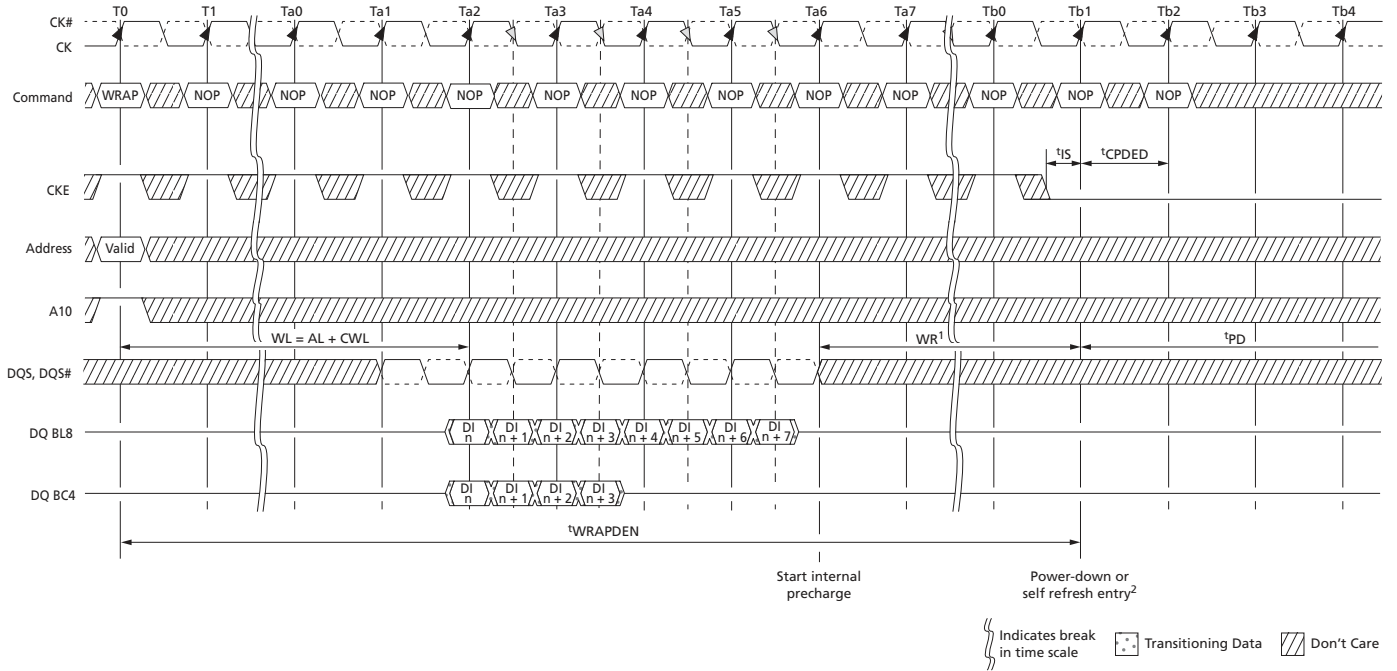 T0 T1 Ta0 Ta1 Ta2 Ta3 Ta4 Ta5 Ta6 Ta7 Tb0 Tb1 Tb2 Tb3 Tb4
CK#
CK
Command WRAP NOP NOP NOP NOP NOP NOP NOP NOP NOP NOP NOP NOP
tIS tCPDED
CKE
Address Valid
A10
WL = AL + CWL WR1 tPD
DQS, DQS#
DQ BL8 DI n DI n + 1 DI n + 2 DI n + 3 DI n + 4 DI n + 5 DI n + 6 DI n + 7
DQ BC4 DI n DI n + 1 DI n + 2 DI n + 3
tWRAPDEN
Start internal
precharge
Power-down or
self refresh entry2
Indicates break
in time scale
Transitioning Data
Don't Care